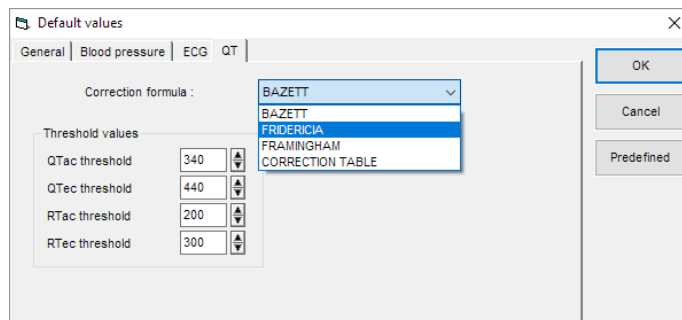 Default values
General Blood pressure ECG QT
OK
Correction formula : BAZETT
BAZETT
Cancel
FRIDERICIA
Threshold values
FRAMINGHAM
QTac threshold 340
CORRECTION TABLE
Predefined
QTec threshold 440
RTac threshold 200
RTec threshold 300